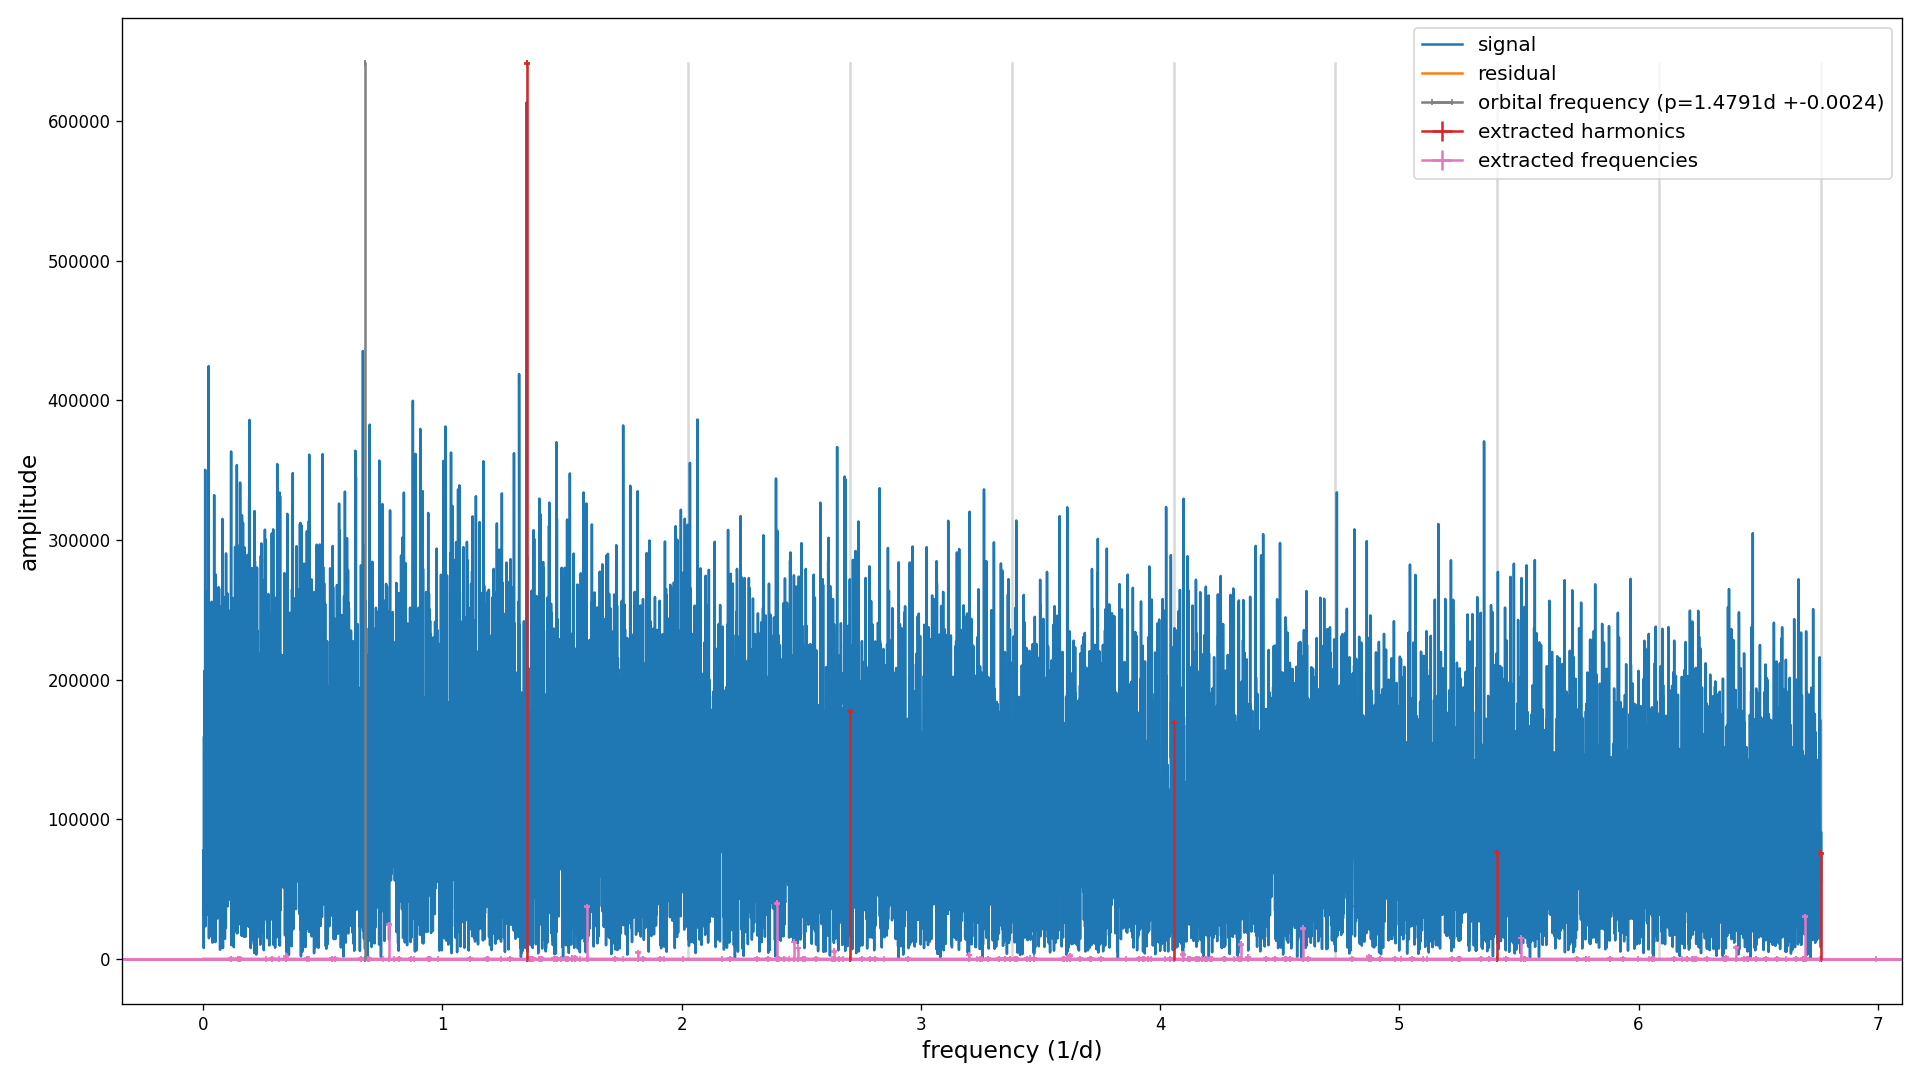 signal
residual
orbital frequency (p=1.4791d +-0.0024)
extracted harmonics
extracted frequencies
600000
500000
400000
300000
200000
100000
0
amplitude
0 1 2 3 4 5 6 7
frequency (1/d)